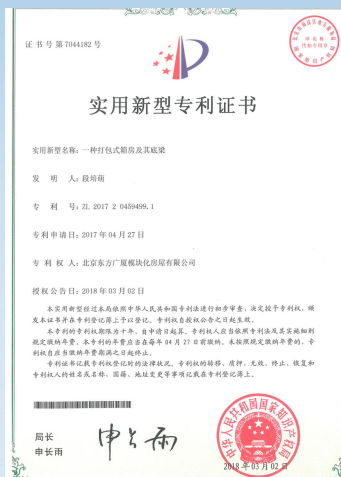 证书号第7044182号
实用新型专利证书
实用新型名称：一种打包式箱房及其底梁
发明人：段培萌
专利号：ZL 2017 2 0459499.1
专利申请日：2017年04月27日
专利权人：北京东方广厦模块化房屋有限公司
授权公告日：2018年03月02日
本实用新型经过本局依照中华人民共和国专利法进行初步审查，决定授予专利权，颁
发本证书并在专利登记簿上予以登记。专利权自授权公告之日起生效。
本专利的专利权期限为十年，自申请日起算。专利权人应当依照专利法及其实施细则
规定缴纳年费。本专利的年费应当在每年04月27日前缴纳。未按照规定缴纳年费的，专利
权自应当缴纳年费期满之日起终止。
专利证书记载专利权登记时的法律状况。专利权的转移、质押、无效、终止、恢复和
专利权人的姓名或名称、国籍、地址变更等事项记载在专利登记簿上。
局长
申长雨
申长雨
中华人民共和国国家知识产权局
2018年03月02日